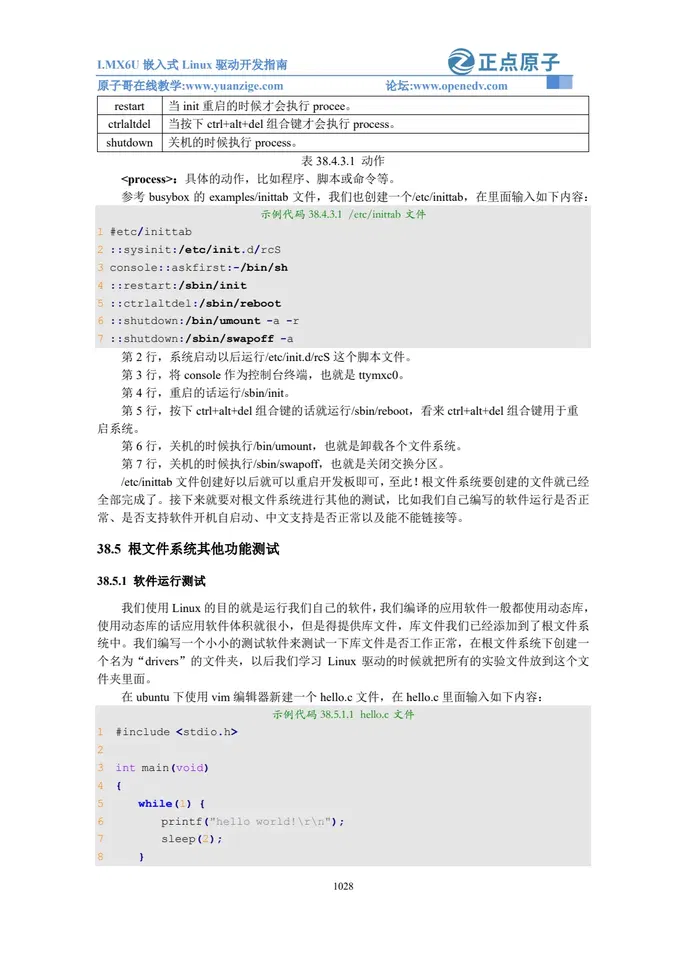 I.MX6U 嵌入式 Linux 驱动开发指南
正点原子
原子哥在线教学:www.yuanzige.com 论坛:www.openedv.com
restart 当 init 重启的时候才会执行 procee。
ctrlaltdel 当按下 ctrl+alt+del 组合键才会执行 process。
shutdown 关机的时候执行 process。
表 38.4.3.1 动作
<process>：具体的动作，比如程序、脚本或命令等。
参考 busybox 的 examples/inittab 文件，我们也创建一个/etc/inittab，在里面输入如下内容：
示例代码 38.4.3.1 /etc/inittab 文件
1 #etc/inittab
2 ::sysinit:/etc/init.d/rcS
3 console::askfirst:-/bin/sh
4 ::restart:/sbin/init
5 ::ctrlaltdel:/sbin/reboot
6 ::shutdown:/bin/umount -a -r
7 ::shutdown:/sbin/swapoff -a
第 2 行，系统启动以后运行/etc/init.d/rcS 这个脚本文件。
第 3 行，将 console 作为控制台终端，也就是 ttymxc0。
第 4 行，重启的话运行/sbin/init。
第 5 行，按下 ctrl+alt+del 组合键的话就运行/sbin/reboot，看来 ctrl+alt+del 组合键用于重
启系统。
第 6 行，关机的时候执行/bin/umount，也就是卸载各个文件系统。
第 7 行，关机的时候执行/sbin/swapoff，也就是关闭交换分区。
/etc/inittab 文件创建好以后就可以重启开发板即可，至此！根文件系统要创建的文件就已经
全部完成了。接下来就要对根文件系统进行其他的测试，比如我们自己编写的软件运行是否正
常、是否支持软件开机自启动、中文支持是否正常以及能不能链接等。
38.5 根文件系统其他功能测试
38.5.1 软件运行测试
我们使用 Linux 的目的就是运行我们自己的软件，我们编译的应用软件一般都使用动态库，
使用动态库的话应用软件体积就很小，但是得提供库文件，库文件我们已经添加到了根文件系
统中。我们编写一个小小的测试软件来测试一下库文件是否工作正常，在根文件系统下创建一
个名为“drivers”的文件夹，以后我们学习 Linux 驱动的时候就把所有的实验文件放到这个文
件夹里面。
在 ubuntu 下使用 vim 编辑器新建一个 hello.c 文件，在 hello.c 里面输入如下内容：
示例代码 38.5.1.1 hello.c 文件
1 #include <stdio.h>
2
3 int main(void)
4 {
5 while(1) {
6 printf("hello world!\r\n");
7 sleep(2);
8 }
1028